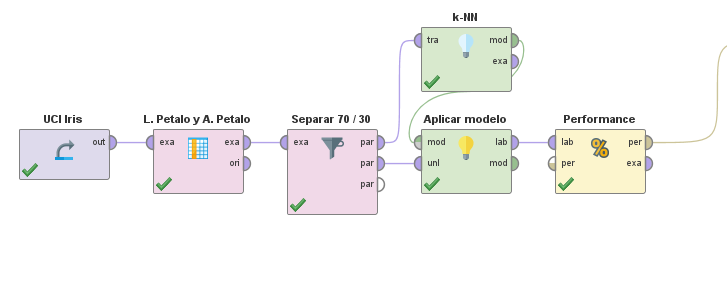 k-NN
tra mod
exa
UCI Iris
out
L. Petalo y A. Petalo
exa exa
ori
Separar 70 / 30
exa par
par
par
Aplicar modelo
mod lab
unl mod
Performance
lab per
per exa
%